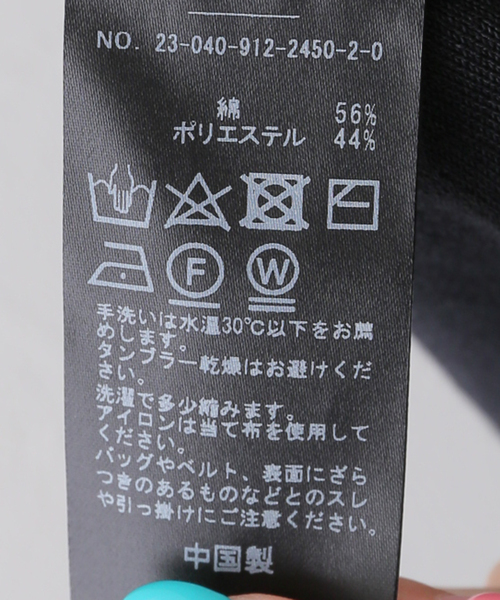 NO. 23-040-912-2450-2-0
綿 56%
ポリエステル 44%
F W
手洗いは水温30℃以下をお薦
めします。
タンブラー乾燥はお避けくだ
さい。
洗濯で多少縮みます。
アイロンは当て布を使用して
ください。
バッグやベルト、表面にざら
つきのあるものなどとのスレ
や引っ掛けにご注意ください。
中国製